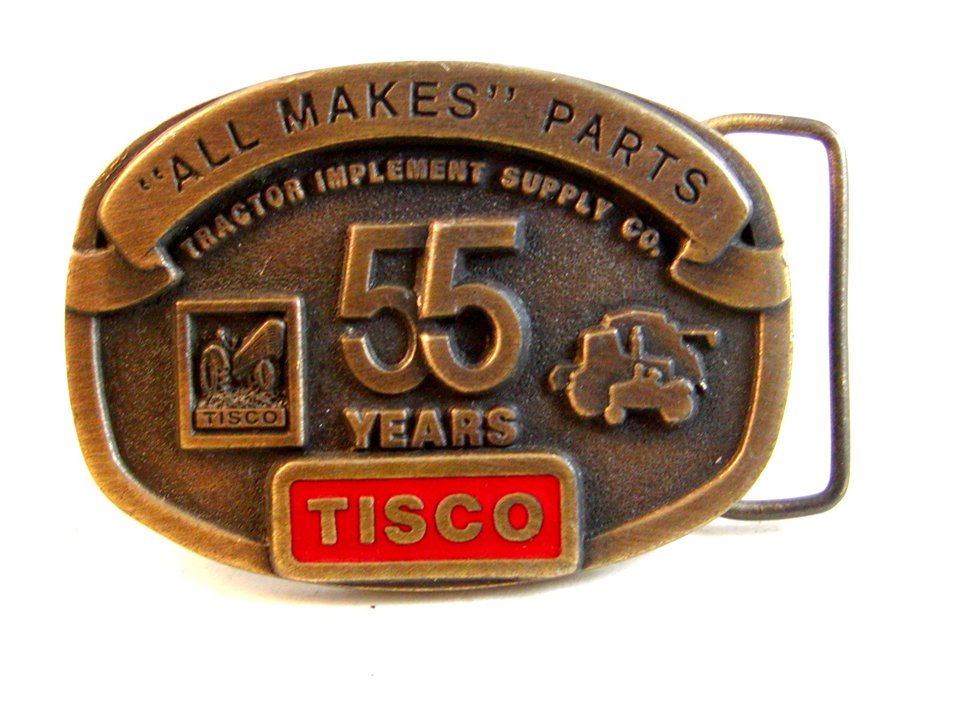 "ALL MAKES" PARTS
TRACTOR IMPLEMENT SUPPLY CO.
55
YEARS
TISCO
TISCO